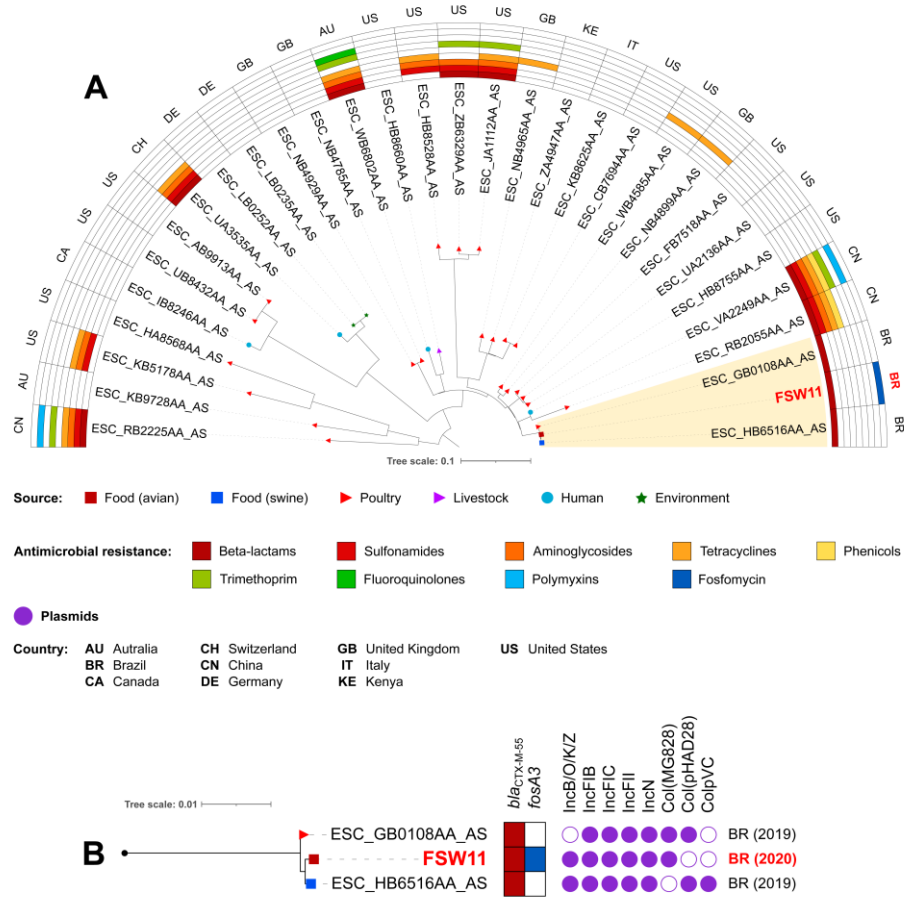 A
CN
AU
US
US
CA
US
US
CH
DE
DE
GB
GB
AU
US
US
US
US
GB
KE
IT
US
US
GB
US
US
US
CN
CN
BR
BR
BR
ESC_RB2225AA_AS
ESC_KB9728AA_AS
ESC_KB5178AA_AS
ESC_HA8568AA_AS
ESC_IB8246AA_AS
ESC_UB8432AA_AS
ESC_AB9913AA_AS
ESC_UA3535AA_AS
ESC_LB0252AA_AS
ESC_LB0235AA_AS
ESC_NB4929AA_AS
ESC_NB4785AA_AS
ESC_WB6802AA_AS
ESC_HB8660AA_AS
ESC_HB8528AA_AS
ESC_ZB6329AA_AS
ESC_JA1112AA_AS
ESC_NB4965AA_AS
ESC_ZA4947AA_AS
ESC_KB8625AA_AS
ESC_CB7694AA_AS
ESC_WB4585AA_AS
ESC_NB4899AA_AS
ESC_FB7518AA_AS
ESC_UA2136AA_AS
ESC_HB8755AA_AS
ESC_VA2249AA_AS
ESC_RB2055AA_AS
ESC_GB0108AA_AS
FSW11
ESC_HB6516AA_AS
Tree scale: 0.1
Source: Food (avian) Food (swine) Poultry Livestock Human Environment
Antimicrobial resistance: Beta-lactams Sulfonamides Aminoglycosides Tetracyclines Phenicols
Trimethoprim Fluoroquinolones Polymyxins Fosfomycin
Plasmids
Country: AU Autralia CH Switzerland GB United Kingdom US United States
BR Brazil CN China IT Italy
CA Canada DE Germany KE Kenya
B
Tree scale: 0.01
blaCTX-M-55
fosA3
IncB/O/K/Z
IncFIB
IncFIC
IncFII
IncN
Col(MG828)
Col(pHAD28)
ColpVC
ESC_GB0108AA_AS BR (2019)
FSW11 BR (2020)
ESC_HB6516AA_AS BR (2019)